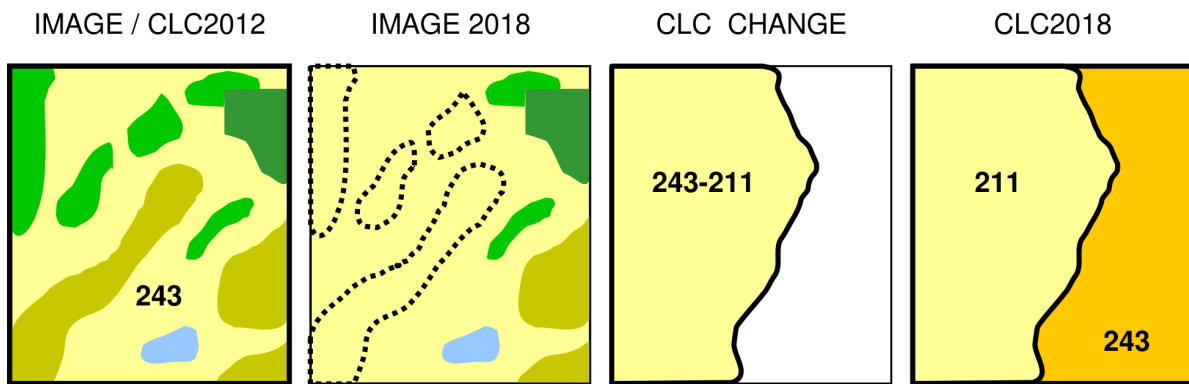 IMAGE / CLC2012
IMAGE 2018
CLC CHANGE
CLC2018
243
243-211
211
243